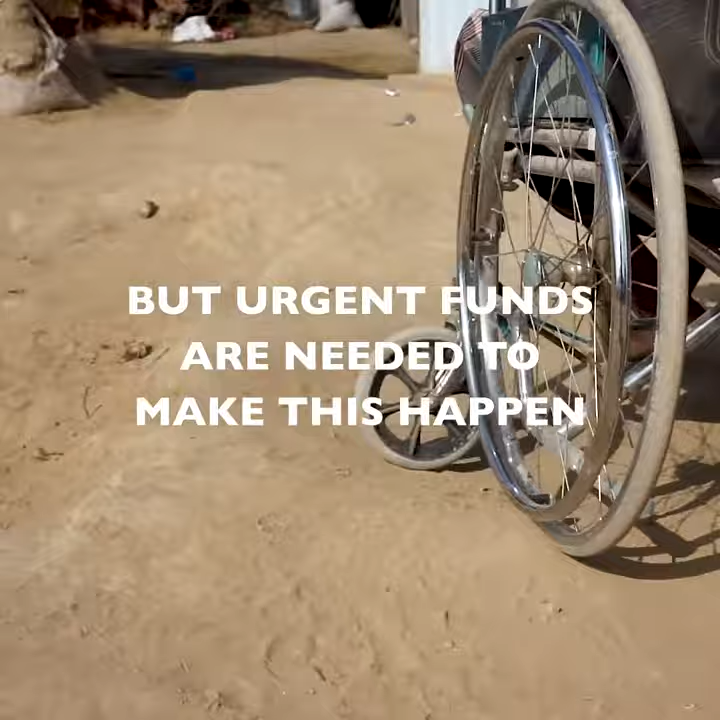 BUT URGENT FUNDS
ARE NEEDED TO
MAKE THIS HAPPEN